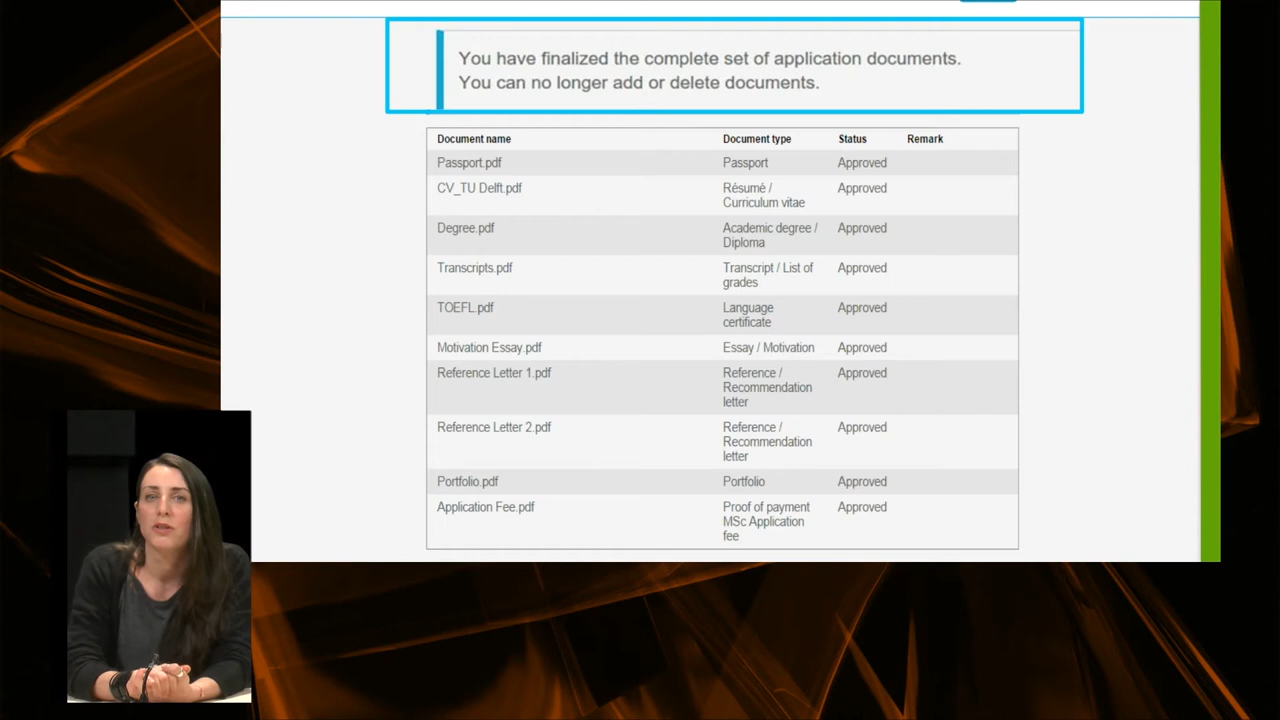 You have finalized the complete set of application documents.
You can no longer add or delete documents.
Document name Document type Status Remark
Passport.pdf Passport Approved
CV_TU Delft.pdf Résumé / Approved
Curriculum vitae
Degree.pdf Academic degree / Approved
Diploma
Transcripts.pdf Transcript / List of Approved
grades
TOEFL.pdf Language Approved
certificate
Motivation Essay.pdf Essay / Motivation Approved
Reference Letter 1.pdf Reference / Approved
Recommendation
letter
Reference Letter 2.pdf Reference / Approved
Recommendation
letter
Portfolio.pdf Portfolio Approved
Application Fee.pdf Proof of payment Approved
MSc Application
fee